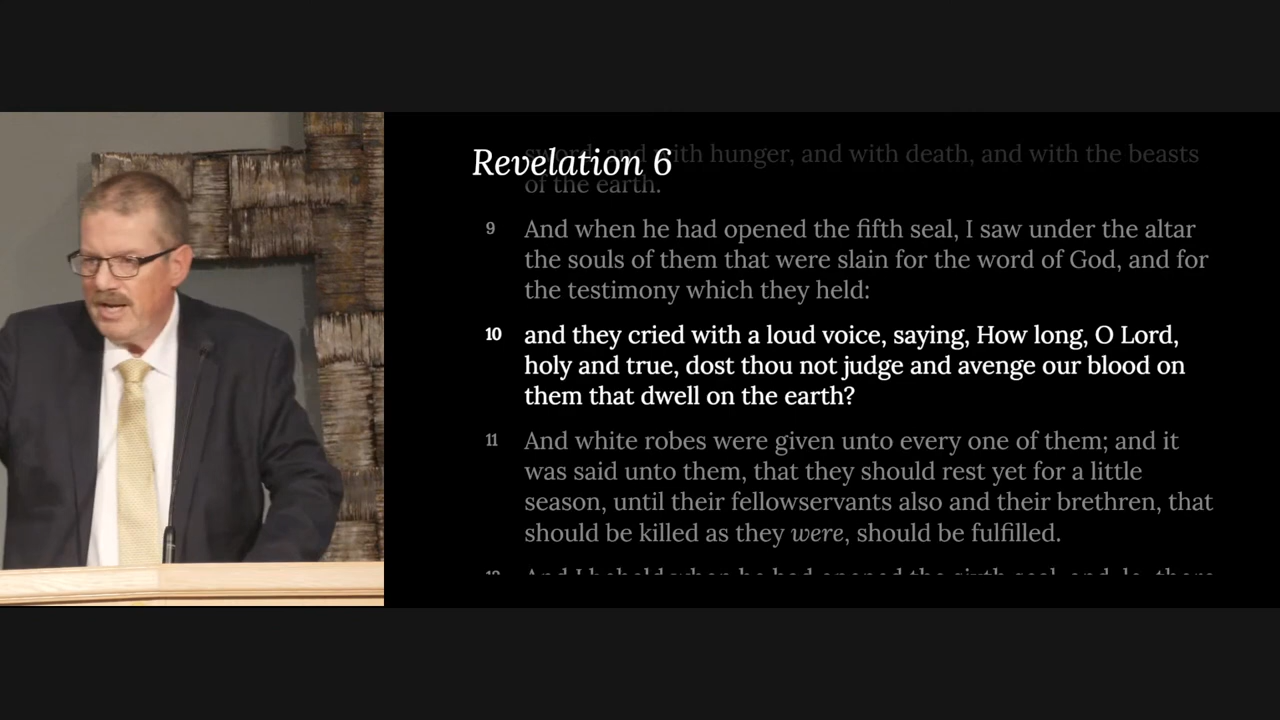 Revelation 6
with hunger, and with death, and with the beasts
of the earth.
9 And when he had opened the fifth seal, I saw under the altar
the souls of them that were slain for the word of God, and for
the testimony which they held:
10 and they cried with a loud voice, saying, How long, O Lord,
holy and true, dost thou not judge and avenge our blood on
them that dwell on the earth?
11 And white robes were given unto every one of them; and it
was said unto them, that they should rest yet for a little
season, until their fellowservants also and their brethren, that
should be killed as they were, should be fulfilled.